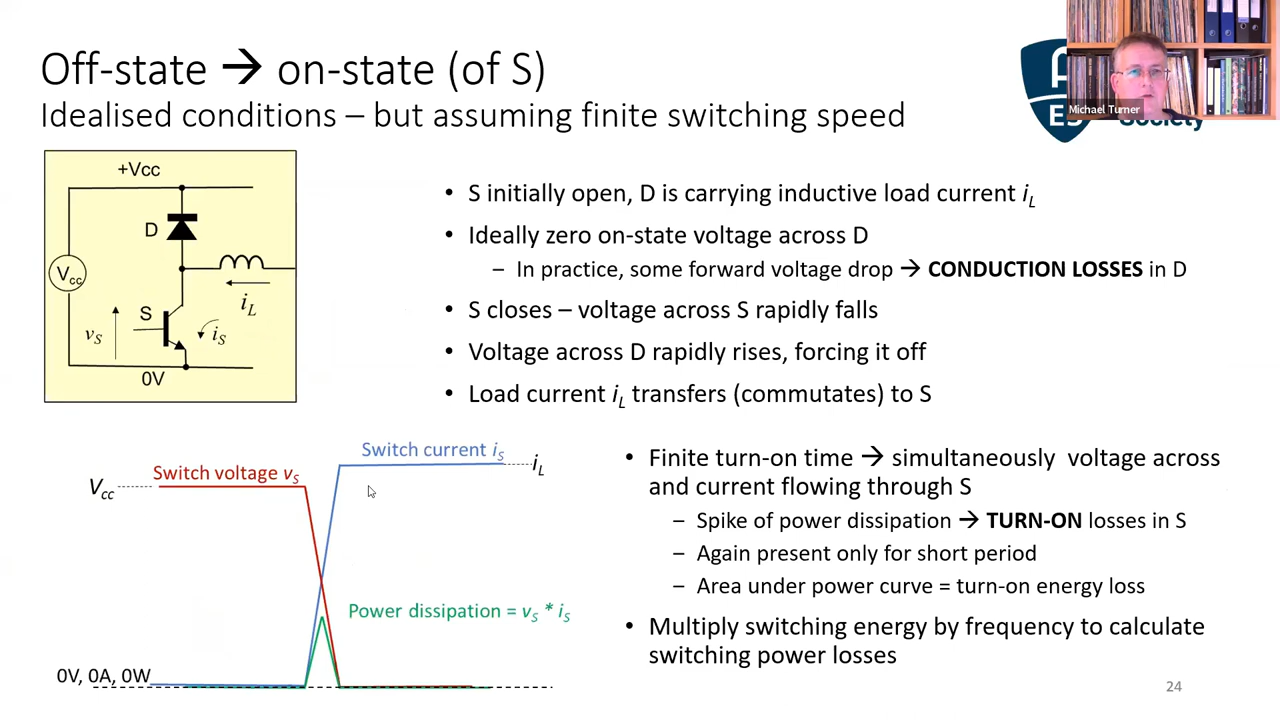 Off-state → on-state (of S)
Idealised conditions – but assuming finite switching speed
Michael Turner
Society
+Vcc
D
Vcc
iL
S
vS
iS
0V
• S initially open, D is carrying inductive load current iL
• Ideally zero on-state voltage across D
– In practice, some forward voltage drop → CONDUCTION LOSSES in D
• S closes – voltage across S rapidly falls
• Voltage across D rapidly rises, forcing it off
• Load current iL transfers (commutates) to S
Switch current iS
iL
Switch voltage vS
Vcc
Power dissipation = vS * iS
0V, 0A, 0W
• Finite turn-on time → simultaneously voltage across
and current flowing through S
– Spike of power dissipation → TURN-ON losses in S
– Again present only for short period
– Area under power curve = turn-on energy loss
• Multiply switching energy by frequency to calculate
switching power losses
24